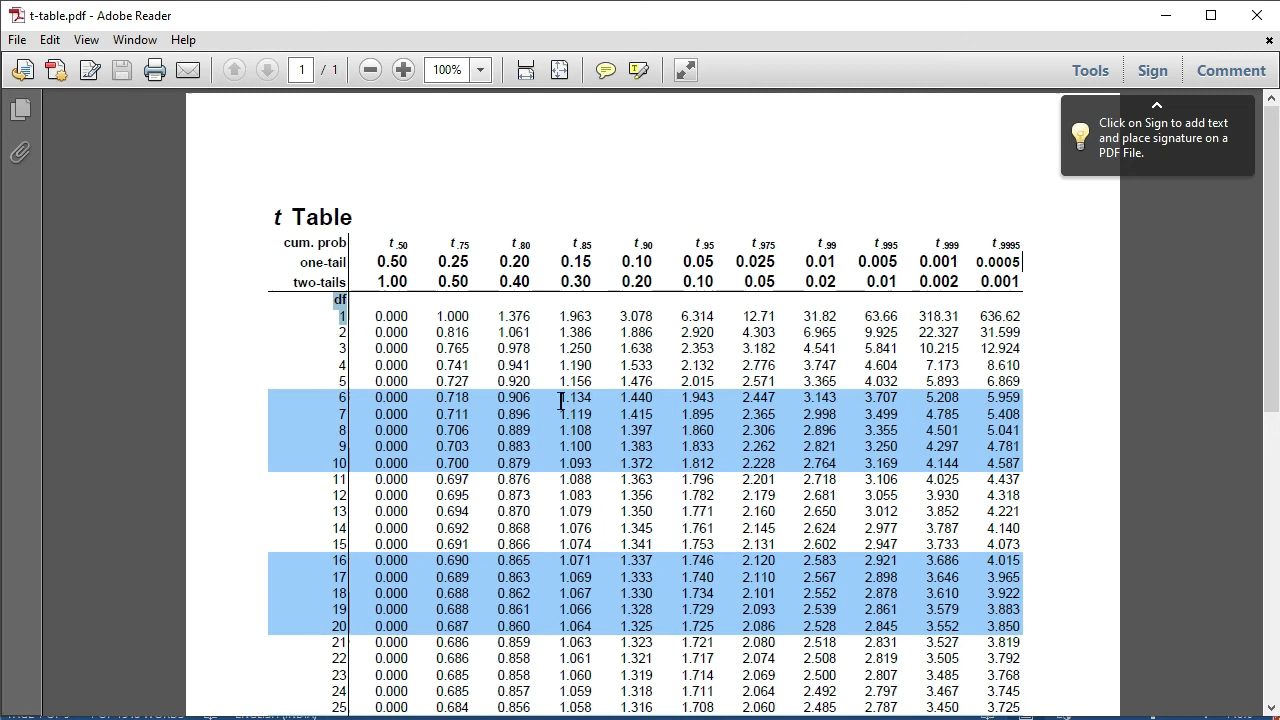 t-table.pdf - Adobe Reader
File Edit View Window Help
1 / 1 100% Tools Sign Comment
Click on Sign to add text
and place signature on a
PDF File.
t Table
cum. prob t .50 t .75 t .80 t .85 t .90 t .95 t .975 t .99 t .995 t .999 t .9995
one-tail 0.50 0.25 0.20 0.15 0.10 0.05 0.025 0.01 0.005 0.001 0.0005
two-tails 1.00 0.50 0.40 0.30 0.20 0.10 0.05 0.02 0.01 0.002 0.001
df
1 0.000 1.000 1.376 1.963 3.078 6.314 12.71 31.82 63.66 318.31 636.62
2 0.000 0.816 1.061 1.386 1.886 2.920 4.303 6.965 9.925 22.327 31.599
3 0.000 0.765 0.978 1.250 1.638 2.353 3.182 4.541 5.841 10.215 12.924
4 0.000 0.741 0.941 1.190 1.533 2.132 2.776 3.747 4.604 7.173 8.610
5 0.000 0.727 0.920 1.156 1.476 2.015 2.571 3.365 4.032 5.893 6.869
6 0.000 0.718 0.906 1.134 1.440 1.943 2.447 3.143 3.707 5.208 5.959
7 0.000 0.711 0.896 1.119 1.415 1.895 2.365 2.998 3.499 4.785 5.408
8 0.000 0.706 0.889 1.108 1.397 1.860 2.306 2.896 3.355 4.501 5.041
9 0.000 0.703 0.883 1.100 1.383 1.833 2.262 2.821 3.250 4.297 4.781
10 0.000 0.700 0.879 1.093 1.372 1.812 2.228 2.764 3.169 4.144 4.587
11 0.000 0.697 0.876 1.088 1.363 1.796 2.201 2.718 3.106 4.025 4.437
12 0.000 0.695 0.873 1.083 1.356 1.782 2.179 2.681 3.055 3.930 4.318
13 0.000 0.694 0.870 1.079 1.350 1.771 2.160 2.650 3.012 3.852 4.221
14 0.000 0.692 0.868 1.076 1.345 1.761 2.145 2.624 2.977 3.787 4.140
15 0.000 0.691 0.866 1.074 1.341 1.753 2.131 2.602 2.947 3.733 4.073
16 0.000 0.690 0.865 1.071 1.337 1.746 2.120 2.583 2.921 3.686 4.015
17 0.000 0.689 0.863 1.069 1.333 1.740 2.110 2.567 2.898 3.646 3.965
18 0.000 0.688 0.862 1.067 1.330 1.734 2.101 2.552 2.878 3.610 3.922
19 0.000 0.688 0.861 1.066 1.328 1.729 2.093 2.539 2.861 3.579 3.883
20 0.000 0.687 0.860 1.064 1.325 1.725 2.086 2.528 2.845 3.552 3.850
21 0.000 0.686 0.859 1.063 1.323 1.721 2.080 2.518 2.831 3.527 3.819
22 0.000 0.686 0.858 1.061 1.321 1.717 2.074 2.508 2.819 3.505 3.792
23 0.000 0.685 0.858 1.060 1.319 1.714 2.069 2.500 2.807 3.485 3.768
24 0.000 0.685 0.857 1.059 1.318 1.711 2.064 2.492 2.797 3.467 3.745
25 0.000 0.684 0.856 1.058 1.316 1.708 2.060 2.485 2.787 3.450 3.725